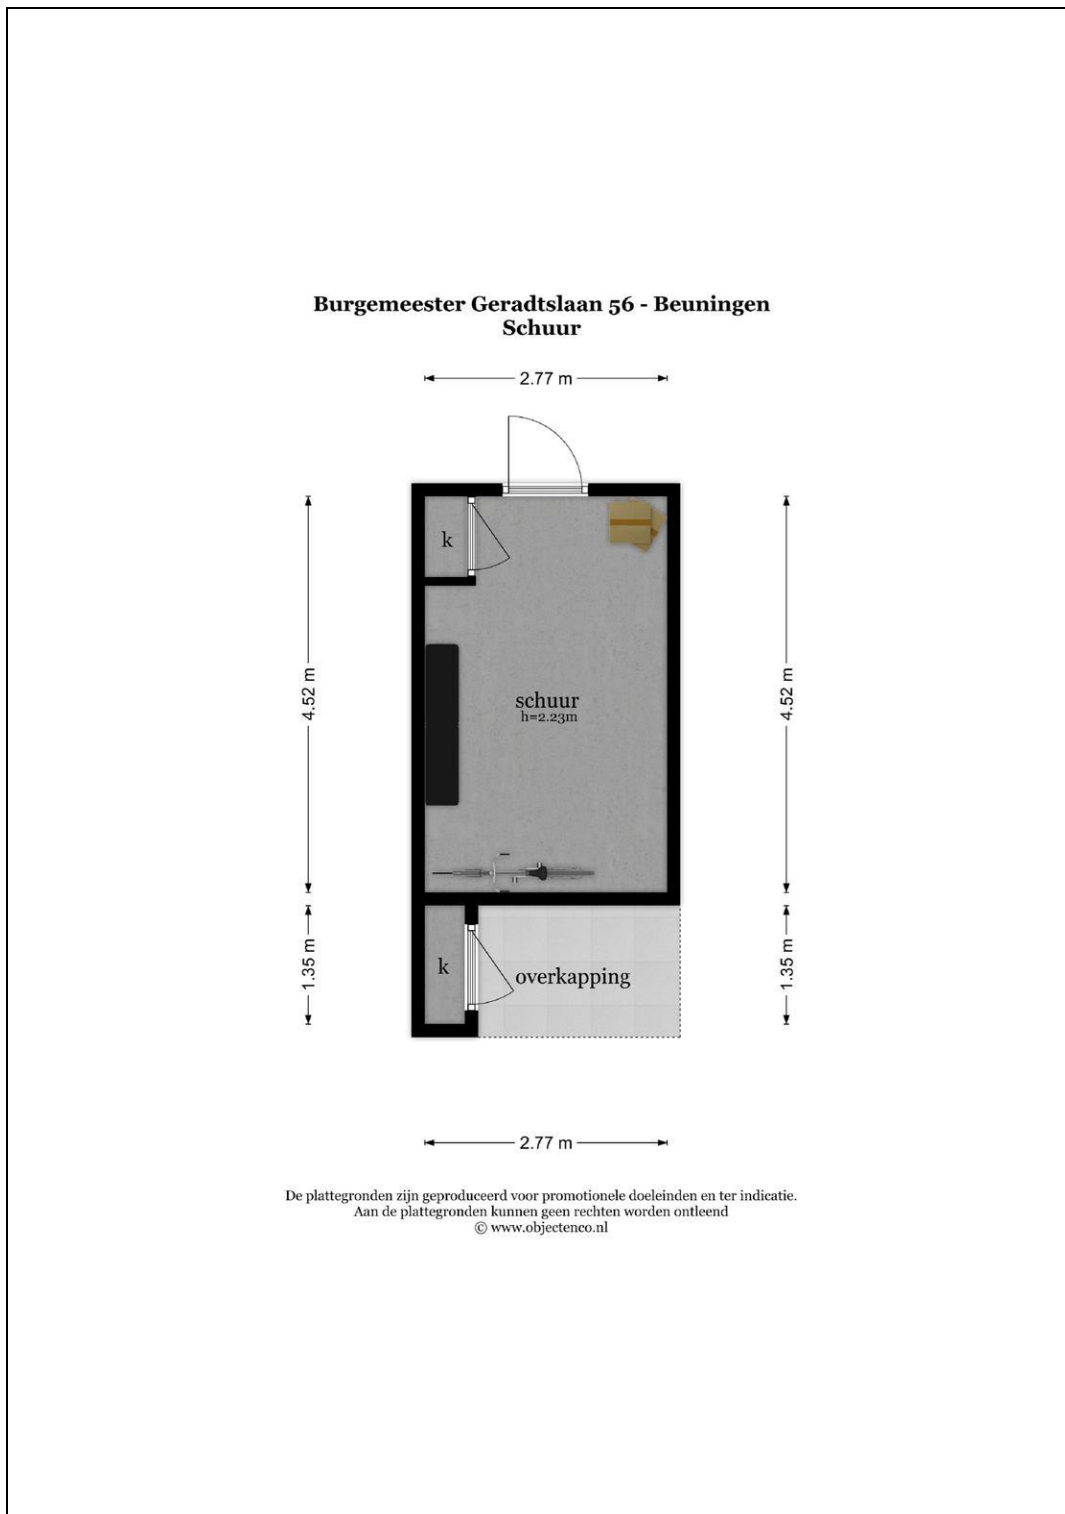 Burgemeester Geradtslaan 56 - Beuningen
Schuur
2.77 m
k
4.52 m
4.52 m
schuur
h=2.23m
1.35 m
k
overkapping
1.35 m
2.77 m
De plattegronden zijn geproduceerd voor promotionele doeleinden en ter indicatie.
Aan de plattegronden kunnen geen rechten worden ontleend
© www.objectenco.nl